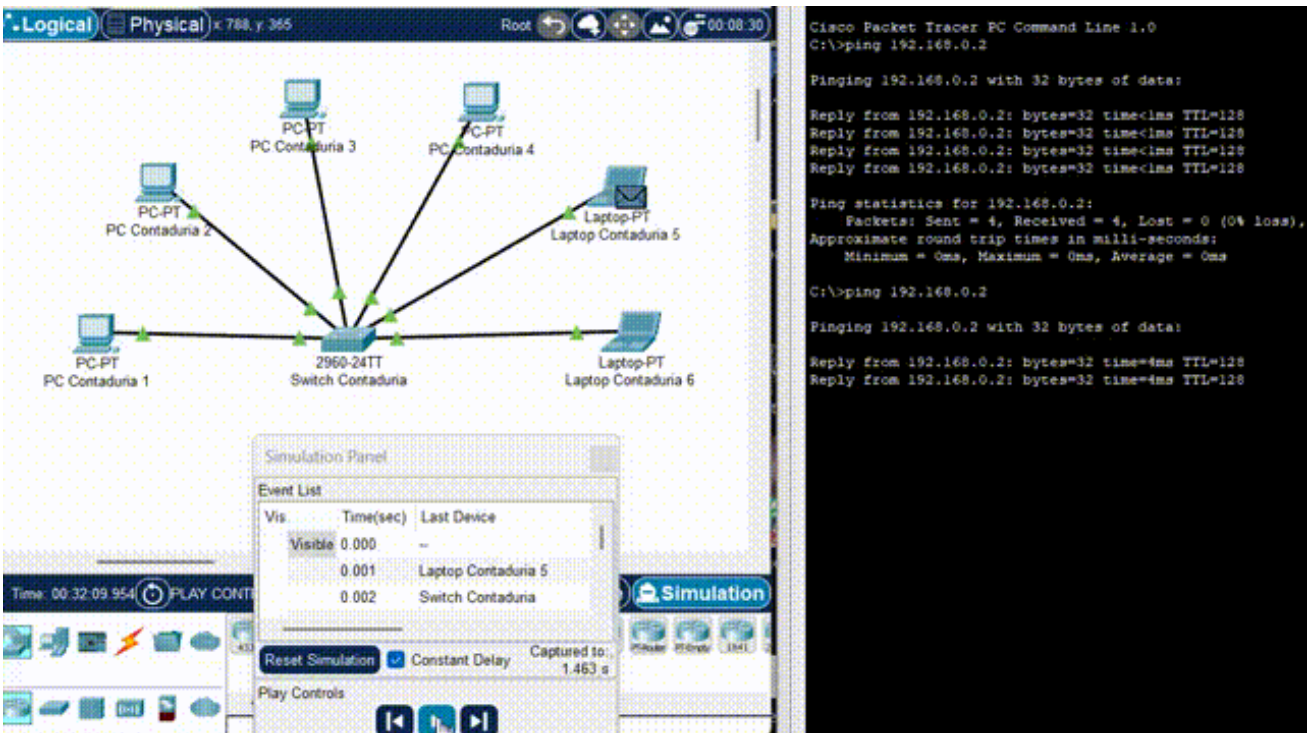 Logical
Physical
x: 788, y: 365
Root
00:08:30
PC-PT
PC Contaduria 3
PC-PT
PC Contaduria 4
PC-PT
PC Contaduria 2
Laptop-PT
Laptop Contaduria 5
PC-PT
PC Contaduria 1
2960-24TT
Switch Contaduria
Laptop-PT
Laptop Contaduria 6
Simulation Panel
Event List
Vis.
Time(sec)
Last Device
Visible
0.000
--
0.001
Laptop Contaduria 5
0.002
Switch Contaduria
Time: 00:32:09.954
PLAY CONT
Simulation
PT-Router
PT-Empty
1841
Reset Simulation
Constant Delay
Captured to:
1.463 s
Play Controls
Cisco Packet Tracer PC Command Line 1.0
C:\>ping 192.168.0.2
Pinging 192.168.0.2 with 32 bytes of data:
Reply from 192.168.0.2: bytes=32 time<1ms TTL=128
Reply from 192.168.0.2: bytes=32 time<1ms TTL=128
Reply from 192.168.0.2: bytes=32 time<1ms TTL=128
Reply from 192.168.0.2: bytes=32 time<1ms TTL=128
Ping statistics for 192.168.0.2:
Packets: Sent = 4, Received = 4, Lost = 0 (0% loss),
Approximate round trip times in milli-seconds:
Minimum = 0ms, Maximum = 0ms, Average = 0ms
C:\>ping 192.168.0.2
Pinging 192.168.0.2 with 32 bytes of data:
Reply from 192.168.0.2: bytes=32 time=4ms TTL=128
Reply from 192.168.0.2: bytes=32 time=4ms TTL=128